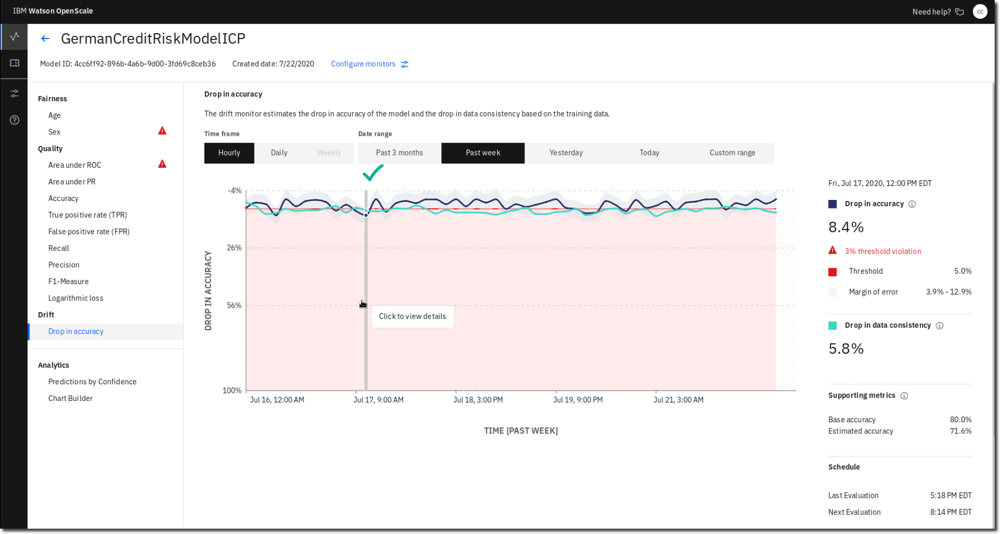 IBM Watson OpenScale
Need help?
CC
GermanCreditRiskModelICP
Model ID: 4cc6ff92-896b-4a6b-9d00-3fd69c8ceb36 Created date: 7/22/2020 Configure monitors
Fairness
Age
Sex
Quality
Area under ROC
Area under PR
Accuracy
True positive rate (TPR)
False positive rate (FPR)
Recall
Precision
F1-Measure
Logarithmic loss
Drift
Drop in accuracy
Analytics
Predictions by Confidence
Chart Builder
Drop in accuracy
The drift monitor estimates the drop in accuracy of the model and the drop in data consistency based on the training data.
Time frame
Hourly Daily Weekly
Date range
Past 3 months Past week Yesterday Today Custom range
DROP IN ACCURACY
-4%
26%
56%
100%
Click to view details
Jul 16, 12:00 AM Jul 17, 9:00 AM Jul 18, 3:00 PM Jul 19, 9:00 PM Jul 21, 3:00 AM
TIME [PAST WEEK]
Fri, Jul 17, 2020, 12:00 PM EDT
Drop in accuracy
8.4%
3% threshold violation
Threshold 5.0%
Margin of error 3.9% - 12.9%
Drop in data consistency
5.8%
Supporting metrics
Base accuracy 80.0%
Estimated accuracy 71.6%
Schedule
Last Evaluation 5:18 PM EDT
Next Evaluation 8:14 PM EDT